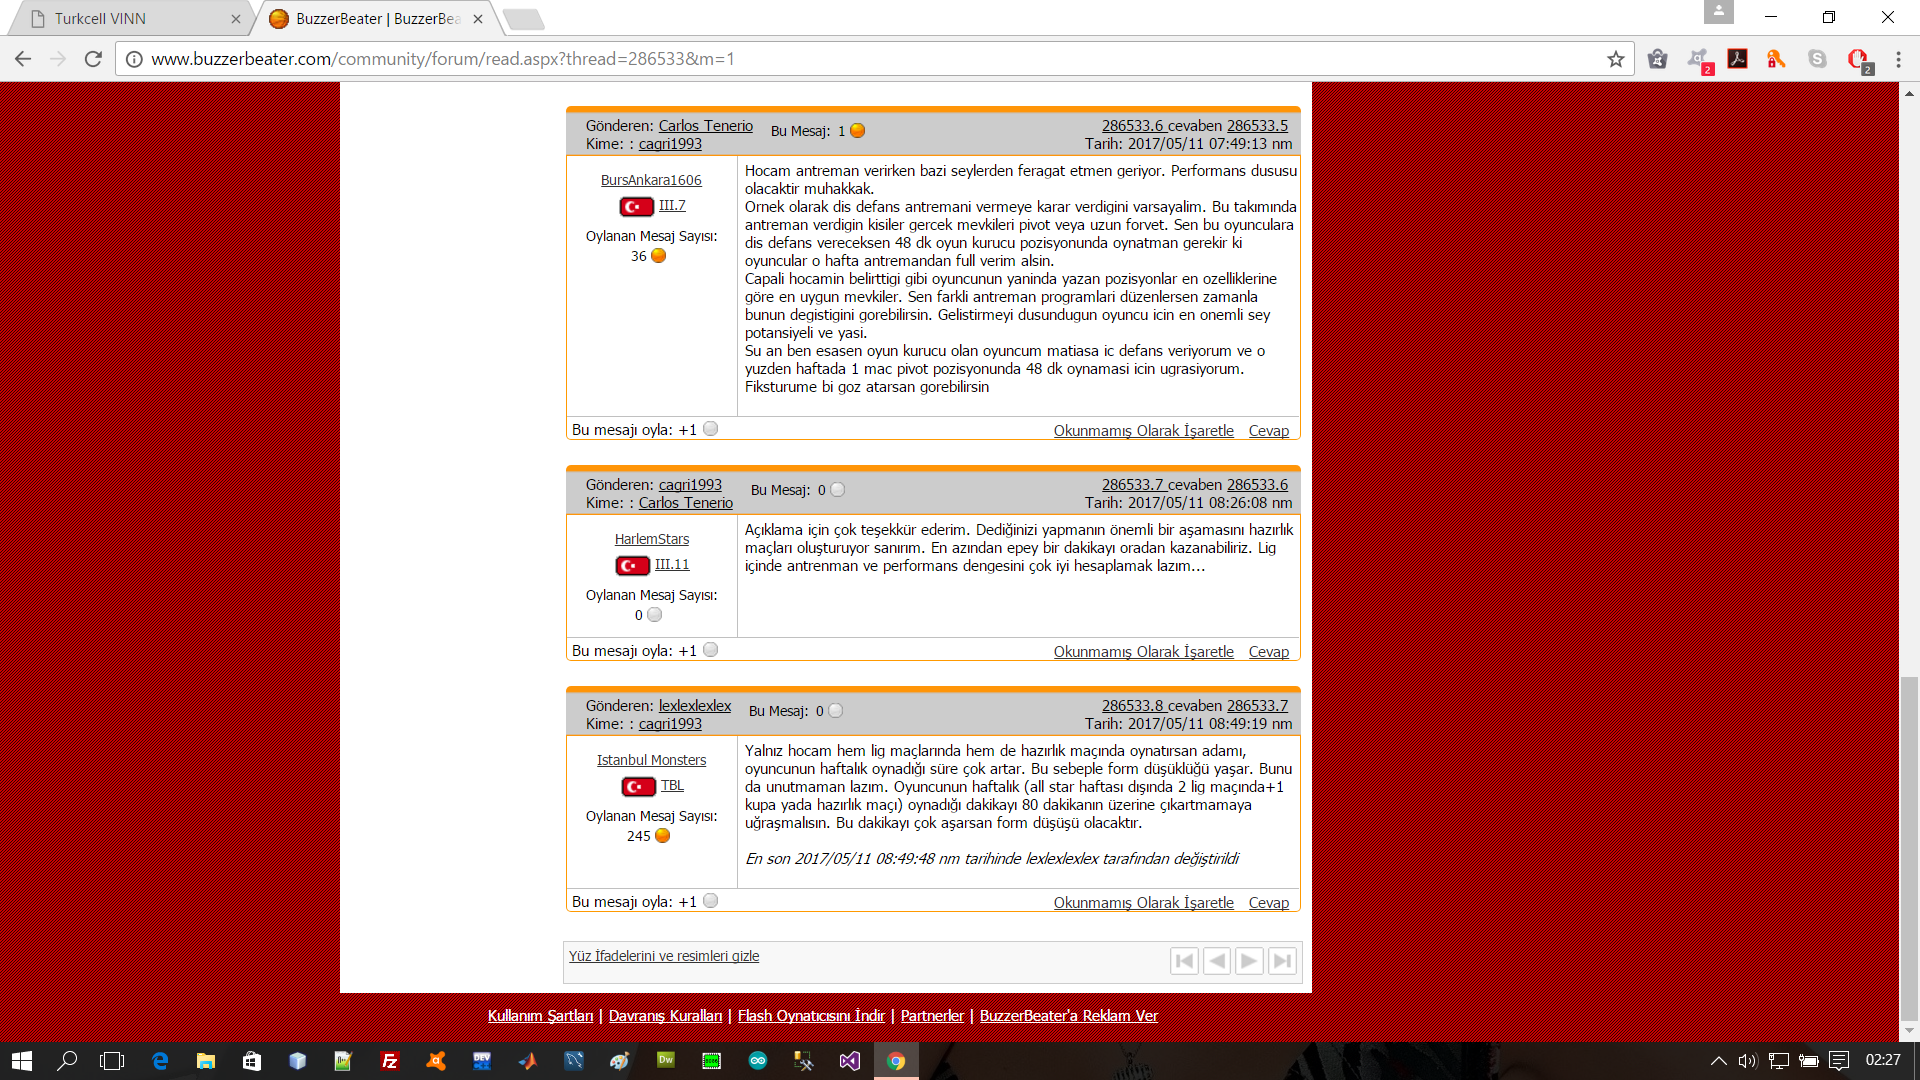 Turkcell VINN
BuzzerBeater | BuzzerBea
www.buzzerbeater.com/community/forum/read.aspx?thread=286533&m=1
2
2
Gönderen: Carlos Tenerio
Bu Mesaj: 1
286533.6 cevaben 286533.5
Kime: : cagri1993
Tarih: 2017/05/11 07:49:13 nm
BursAnkara1606
III.7
Oylanan Mesaj Sayısı:
36
Hocam antreman verirken bazi seylerden feragat etmen geriyor. Performans dususu
olacaktir muhakkak.
Ornek olarak dis defans antremani vermeye karar verdigini varsayalim. Bu takımında
antreman verdigin kisiler gercek mevkileri pivot veya uzun forvet. Sen bu oyunculara
dis defans vereceksen 48 dk oyun kurucu pozisyonunda oynatman gerekir ki
oyuncular o hafta antremandan full verim alsin.
Capali hocamin belirttigi gibi oyuncunun yaninda yazan pozisyonlar en ozelliklerine
göre en uygun mevkiler. Sen farkli antreman programlari düzenlersen zamanla
bunun degistigini gorebilirsin. Gelistirmeyi dusundugun oyuncu icin en onemli sey
potansiyeli ve yasi.
Su an ben esasen oyun kurucu olan oyuncum matiasa ic defans veriyorum ve o
yuzden haftada 1 mac pivot pozisyonunda 48 dk oynamasi icin ugrasiyorum.
Fiksturume bi goz atarsan gorebilirsin
Bu mesajı oyla: +1
Okunmamış Olarak İşaretle Cevap
Gönderen: cagri1993
Bu Mesaj: 0
286533.7 cevaben 286533.6
Kime: : Carlos Tenerio
Tarih: 2017/05/11 08:26:08 nm
HarlemStars
III.11
Oylanan Mesaj Sayısı:
0
Açıklama için çok teşekkür ederim. Dediğinizi yapmanın önemli bir aşamasını hazırlık
maçları oluşturuyor sanırım. En azından epey bir dakikayı oradan kazanabiliriz. Lig
içinde antrenman ve performans dengesini çok iyi hesaplamak lazım...
Bu mesajı oyla: +1
Okunmamış Olarak İşaretle Cevap
Gönderen: lexlexlexlex
Bu Mesaj: 0
286533.8 cevaben 286533.7
Kime: : cagri1993
Tarih: 2017/05/11 08:49:19 nm
Istanbul Monsters
TBL
Oylanan Mesaj Sayısı:
245
Yalnız hocam hem lig maçlarında hem de hazırlık maçında oynatırsan adamı,
oyuncunun haftalık oynadığı süre çok artar. Bu sebeple form düşüklüğü yaşar. Bunu
da unutmaman lazım. Oyuncunun haftalık (all star haftası dışında 2 lig maçında+1
kupa yada hazırlık maçı) oynadığı dakikayı 80 dakikanın üzerine çıkartmamaya
uğraşmalısın. Bu dakikayı çok aşarsan form düşüşü olacaktır.
En son 2017/05/11 08:49:48 nm tarihinde lexlexlexlex tarafından değiştirildi
Bu mesajı oyla: +1
Okunmamış Olarak İşaretle Cevap
Yüz İfadelerini ve resimleri gizle
Kullanım Şartları | Davranış Kuralları | Flash Oynatıcısını İndir | Partnerler | BuzzerBeater'a Reklam Ver
Dw
02:27